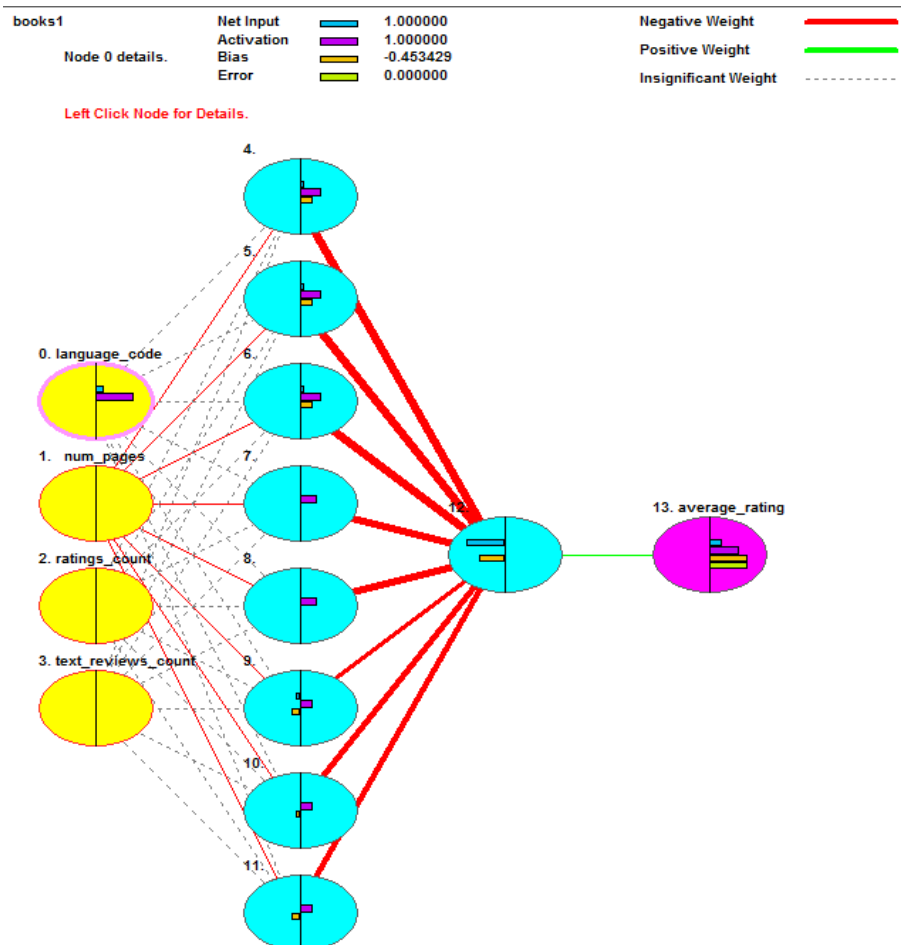 books1 Net Input 1.000000 Negative Weight
Activation 1.000000
Node 0 details. Bias -0.453429 Positive Weight
Error 0.000000 Insignificant Weight
Left Click Node for Details.
4.
5.
0. language_code 6.
1. num_pages 7.
12. 13. average_rating
2. ratings_count 8.
3. text_reviews_count 9.
10.
11.